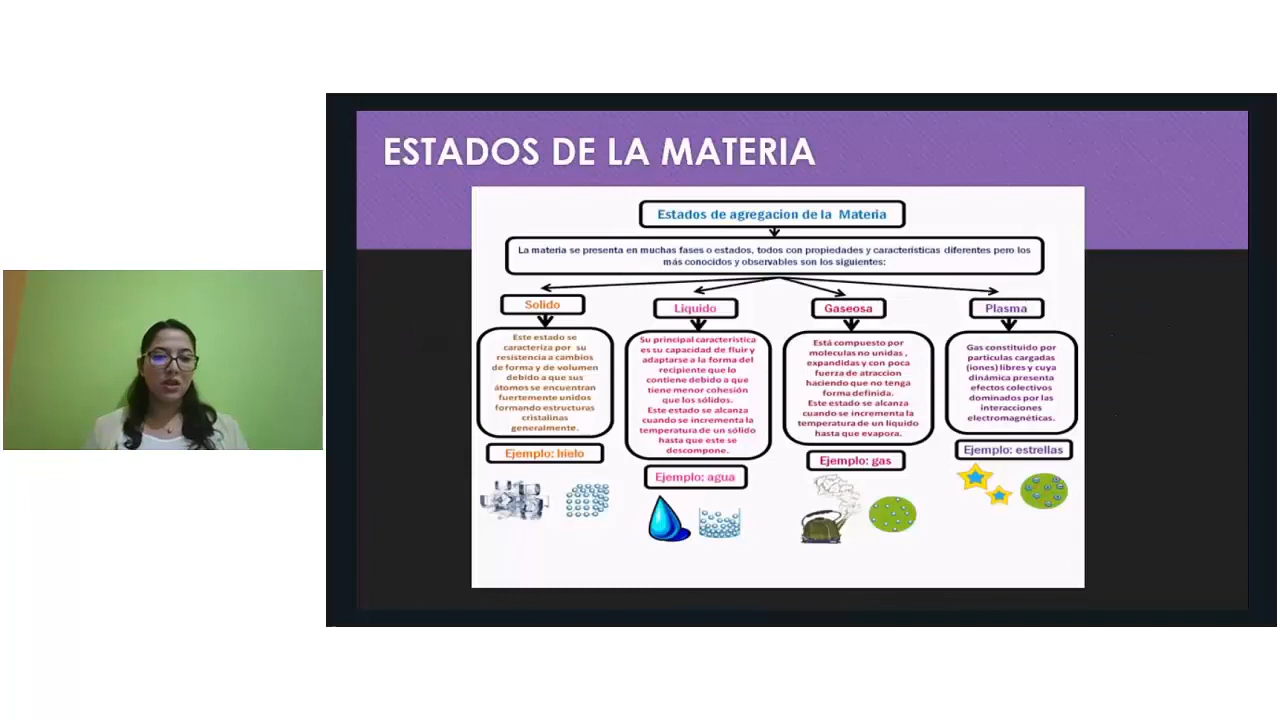 ESTADOS DE LA MATERIA
Estados de agregacion de la Materia
La materia se presenta en muchas fases o estados, todos con propiedades y características diferentes pero los
más conocidos y observables son los siguientes:
Solido
Este estado se
caracteriza por su
resistencia a cambios
de forma y de volumen
debido a que sus
átomos se encuentran
fuertemente unidos
formando estructuras
cristalinas
generalmente.
Ejemplo: hielo
Liquido
Su principal característica
es su capacidad de fluir y
adaptarse a la forma del
recipiente que lo
contiene debido a que
tiene menor cohesión
que los sólidos.
Este estado se alcanza
cuando se incrementa la
temperatura de un sólido
hasta que este se
descompone.
Ejemplo: agua
Gaseosa
Está compuesto por
moleculas no unidas ,
expandidas y con poca
fuerza de atraccion
haciendo que no tenga
forma definida.
Este estado se alcanza
cuando se incrementa la
temperatura de un líquido
hasta que evapora.
Ejemplo: gas
Plasma
Gas constituido por
partículas cargadas
(iones) libres y cuya
dinámica presenta
efectos colectivos
dominados por las
interacciones
electromagnéticas.
Ejemplo: estrellas